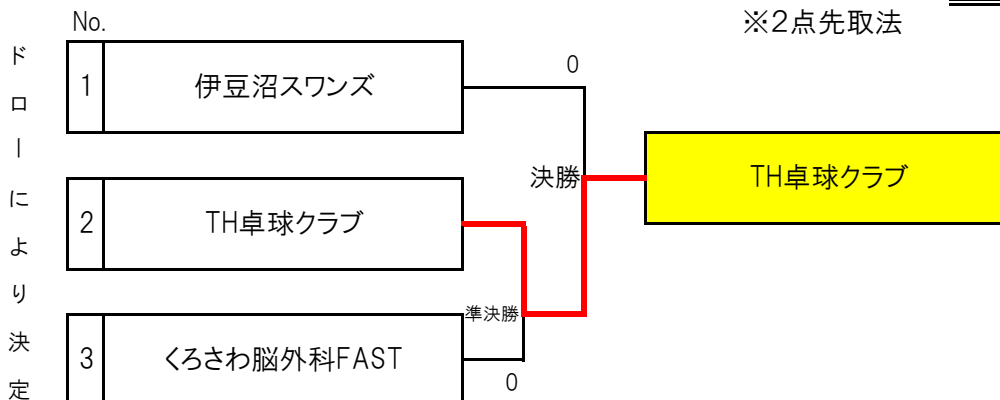 No.
※2点先取法
ドローにより決定
1
伊豆沼スワンズ
0
決勝
TH卓球クラブ
2
TH卓球クラブ
準決勝
3
くろさわ脳外科FAST
0